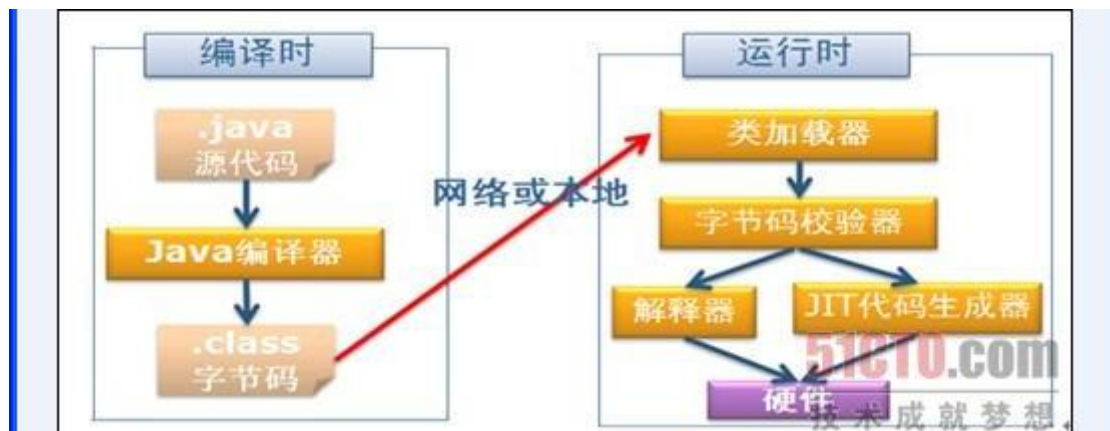 编译时
.java
源代码
Java编译器
.class
字节码
网络或本地
运行时
类加载器
字节码校验器
解释器
JIT代码生成器
硬件
51CTO.com
技术成就梦想